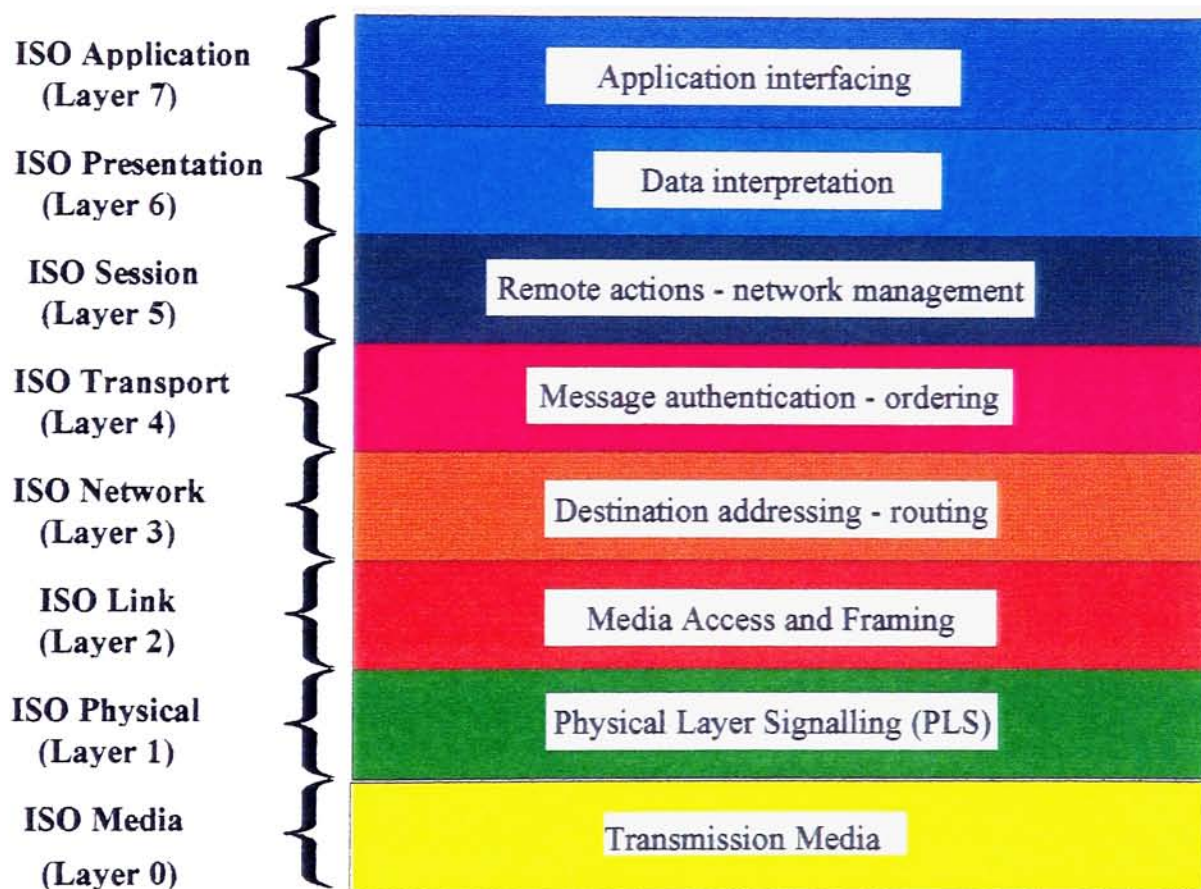 ISO Application
(Layer 7)
Application interfacing
ISO Presentation
(Layer 6)
Data interpretation
ISO Session
(Layer 5)
Remote actions - network management
ISO Transport
(Layer 4)
Message authentication - ordering
ISO Network
(Layer 3)
Destination addressing - routing
ISO Link
(Layer 2)
Media Access and Framing
ISO Physical
(Layer 1)
Physical Layer Signalling (PLS)
ISO Media
(Layer 0)
Transmission Media